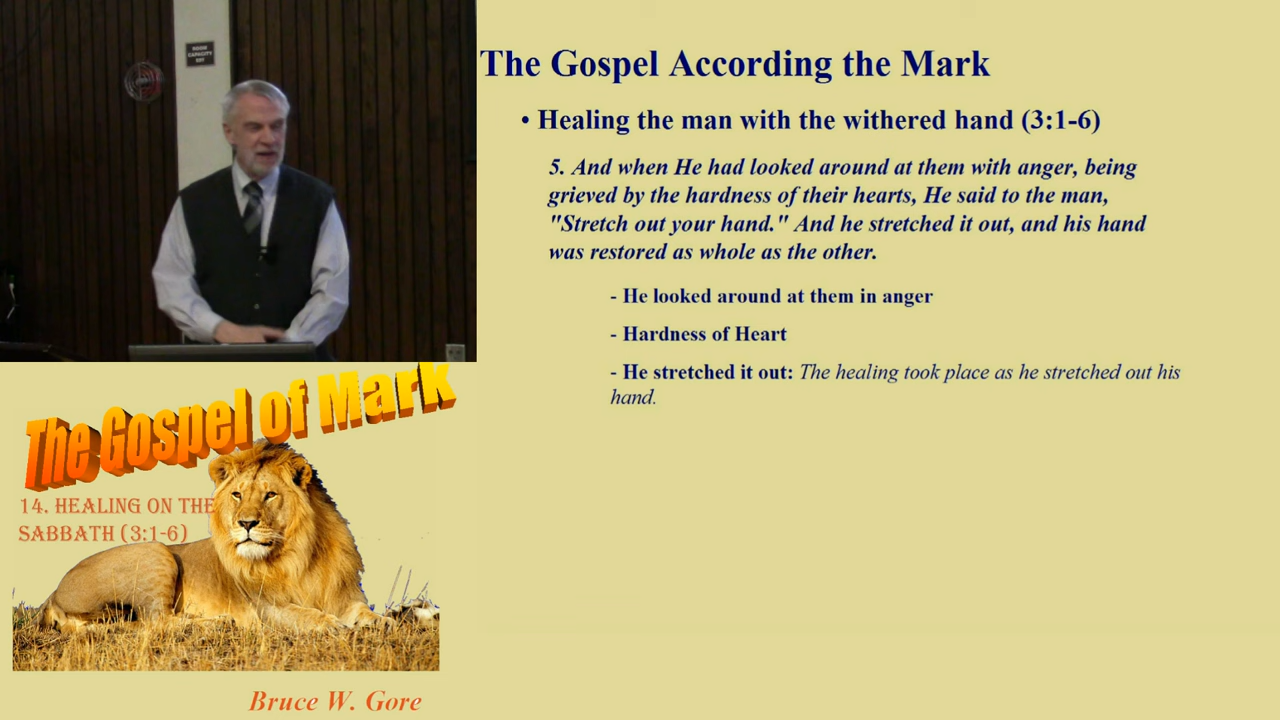 ROOM
CAPACITY
The Gospel According the Mark
• Healing the man with the withered hand (3:1-6)
5. And when He had looked around at them with anger, being
grieved by the hardness of their hearts, He said to the man,
"Stretch out your hand." And he stretched it out, and his hand
was restored as whole as the other.
- He looked around at them in anger
- Hardness of Heart
- He stretched it out: The healing took place as he stretched out his
hand.
The Gospel of Mark
14. HEALING ON THE
SABBATH (3:1-6)
Bruce W. Gore